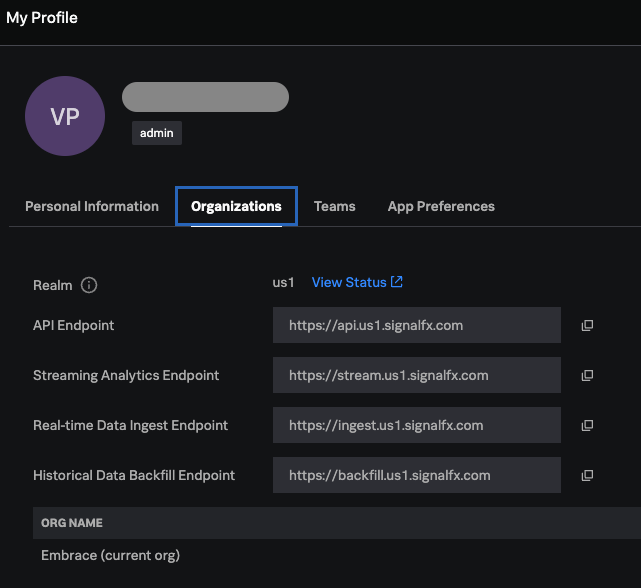 My Profile
VP
admin
Personal Information Organizations Teams App Preferences
Realm us1 View Status
API Endpoint https://api.us1.signalfx.com
Streaming Analytics Endpoint https://stream.us1.signalfx.com
Real-time Data Ingest Endpoint https://ingest.us1.signalfx.com
Historical Data Backfill Endpoint https://backfill.us1.signalfx.com
ORG NAME
Embrace (current org)